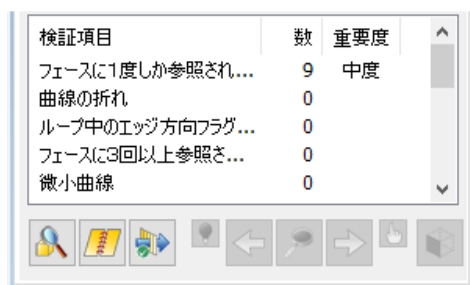 検証項目 数 重要度
フェースに1度しか参照され... 9 中度
曲線の折れ 0
ループ中のエッジ方向フラグ... 0
フェースに3回以上参照さ... 0
微小曲線 0